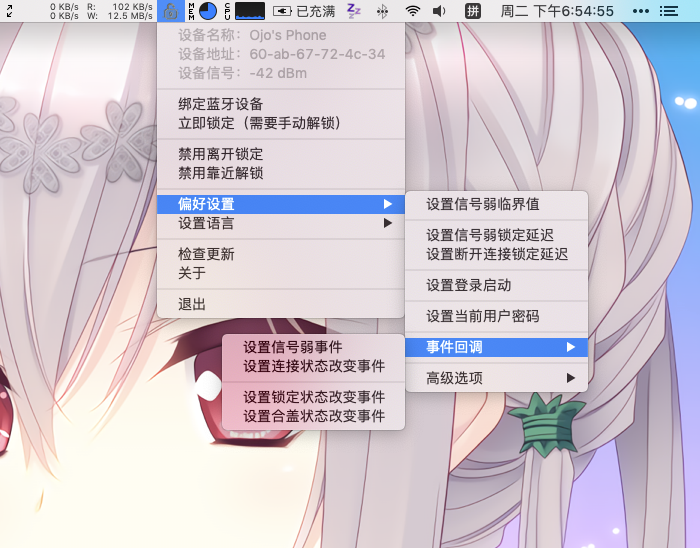 0 KB/s R: 102 KB/s MEM CPU 已充满 拼 周二 下午6:54:55
0 KB/s W: 12.5 MB/s
设备名称： Ojo's Phone
设备地址： 60-ab-67-72-4c-34
设备信号： -42 dBm
绑定蓝牙设备
立即锁定（需要手动解锁）
禁用离开锁定
禁用靠近解锁
偏好设置
设置语言
检查更新
关于
退出
设置信号弱临界值
设置信号弱锁定延迟
设置断开连接锁定延迟
设置登录启动
设置当前用户密码
事件回调
高级选项
设置信号弱事件
设置连接状态改变事件
设置锁定状态改变事件
设置合盖状态改变事件